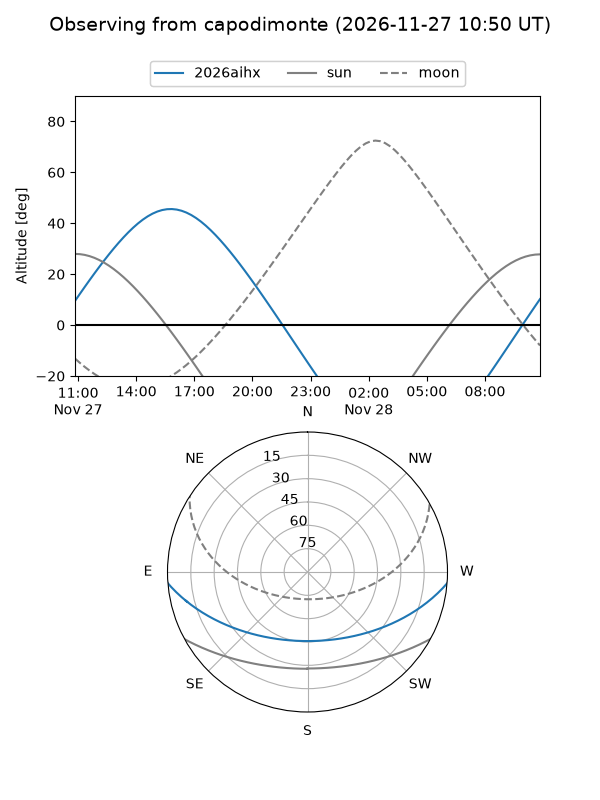 Observing from capodimonte (2026-11-27 10:50 UT)
2026aihx sun moon
Altitude [deg]
80
60
40
20
0
−20
11:00 14:00 17:00 20:00 23:00 02:00 05:00 08:00
Nov 27 Nov 28
N
NE NW
15
30
45
60
75
E W
SE SW
S